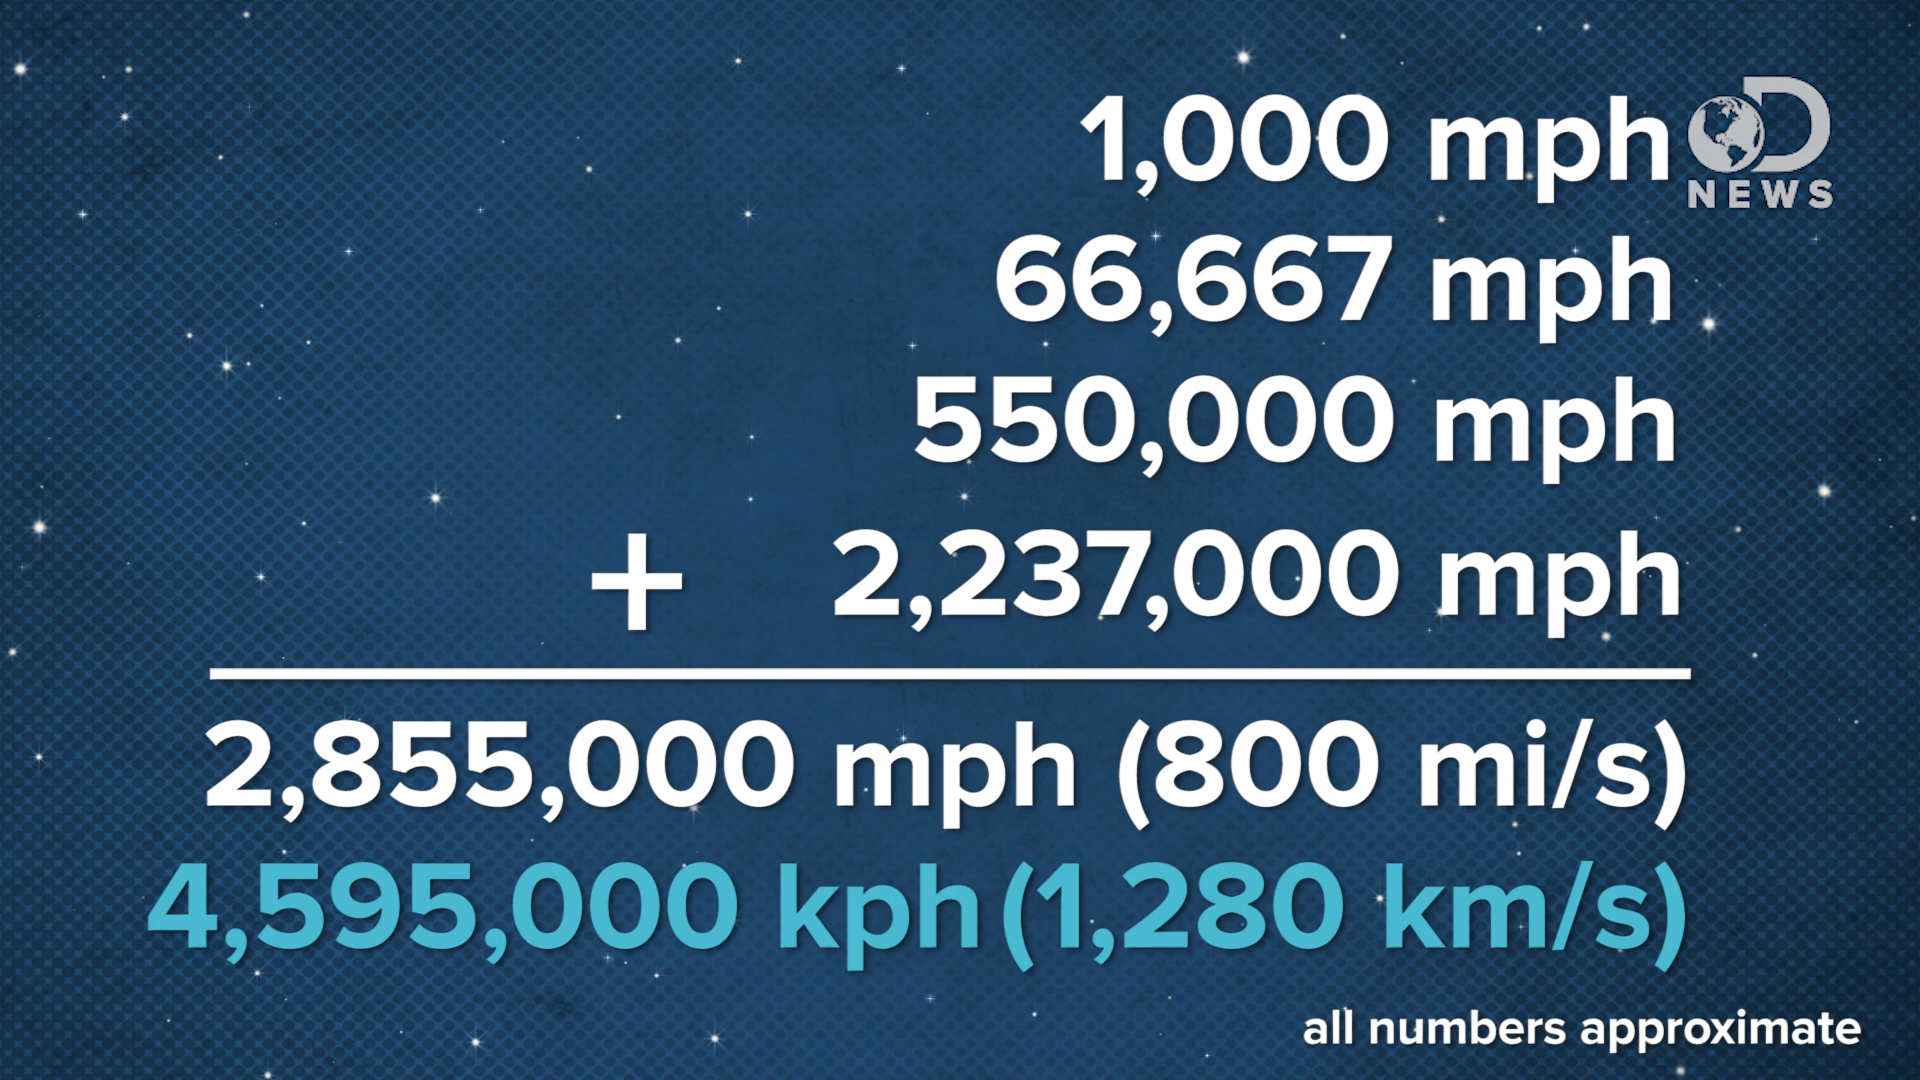 1,000 mph
NEWS
66,667 mph
550,000 mph
+ 2,237,000 mph
2,855,000 mph (800 mi/s)
4,595,000 kph (1,280 km/s)
all numbers approximate